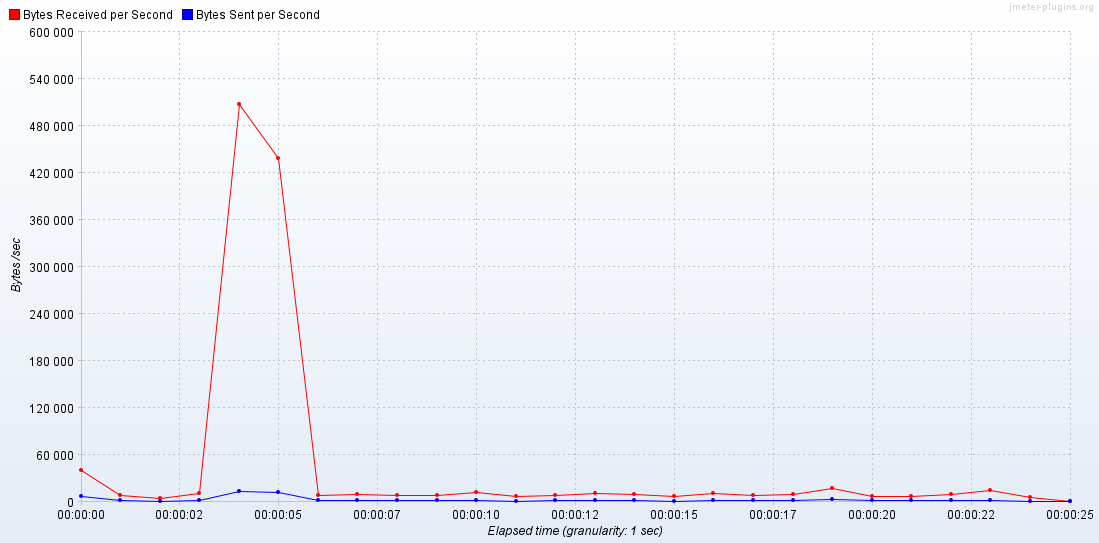 jmeter-plugins.org
Bytes Received per Second Bytes Sent per Second
600 000
540 000
480 000
420 000
360 000
300 000
240 000
180 000
120 000
60 000
0
Bytes /sec
00:00:00 00:00:02 00:00:05 00:00:07 00:00:10 00:00:12 00:00:15 00:00:17 00:00:20 00:00:22 00:00:25
Elapsed time (granularity: 1 sec)